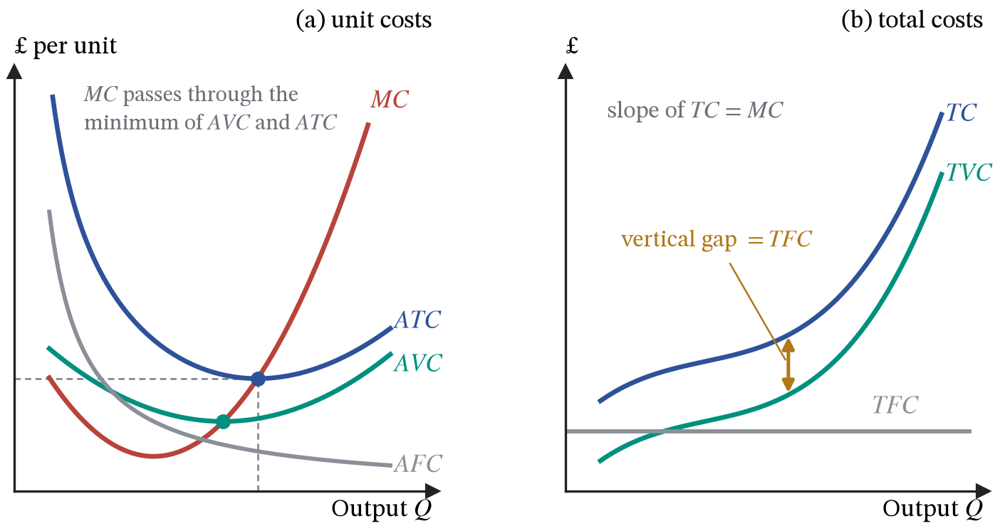 (a) unit costs
£ per unit
MC passes through the
minimum of AVC and ATC
MC
ATC
AVC
AFC
Output Q
(b) total costs
£
slope of TC = MC
TC
TVC
vertical gap = TFC
TFC
Output Q